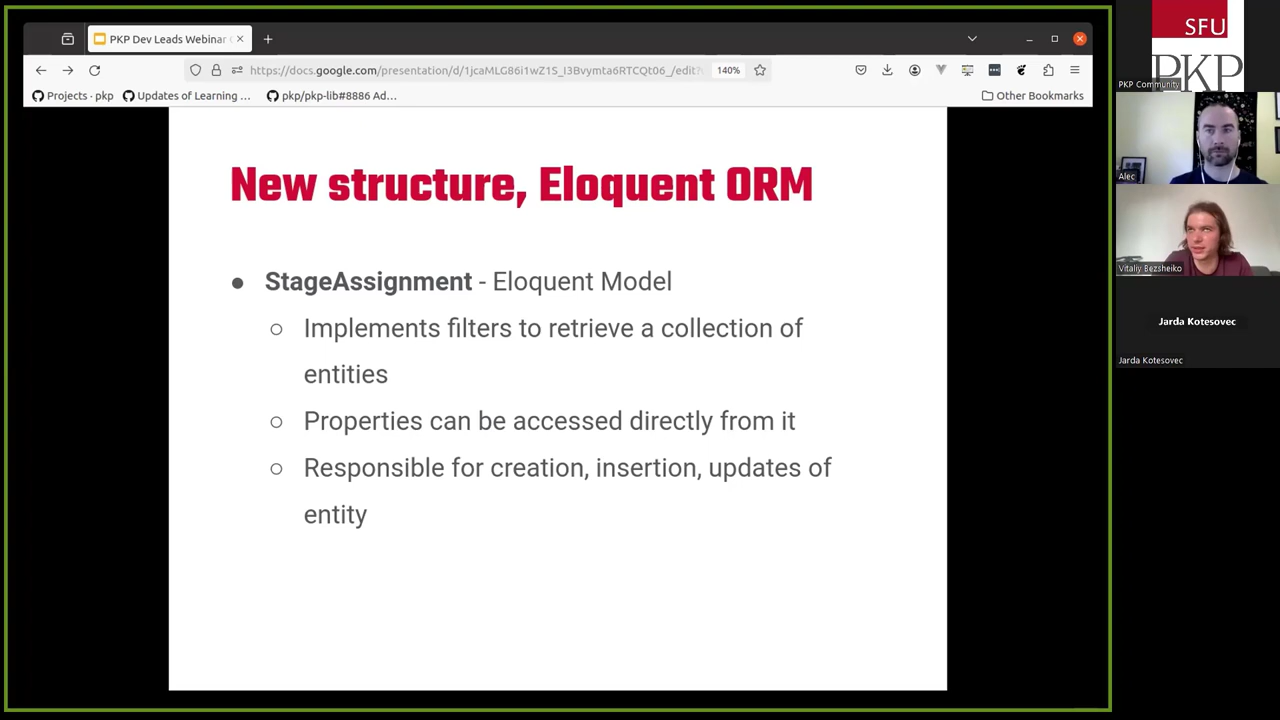 PKP Dev Leads Webinar
https://docs.google.com/presentation/d/1jcaMLG86i1wZ1S_I3Bvymta6RTCQt06_/edit?
140%
Projects · pkp
Updates of Learning ...
pkp/pkp-lib#8886 Ad...
Other Bookmarks
New structure, Eloquent ORM
● StageAssignment - Eloquent Model
○ Implements filters to retrieve a collection of
entities
○ Properties can be accessed directly from it
○ Responsible for creation, insertion, updates of
entity
SFU
PKP
PKP Community
Alec
Vitaliy Bezsheiko
Jarda Kotesovec
Jarda Kotesovec